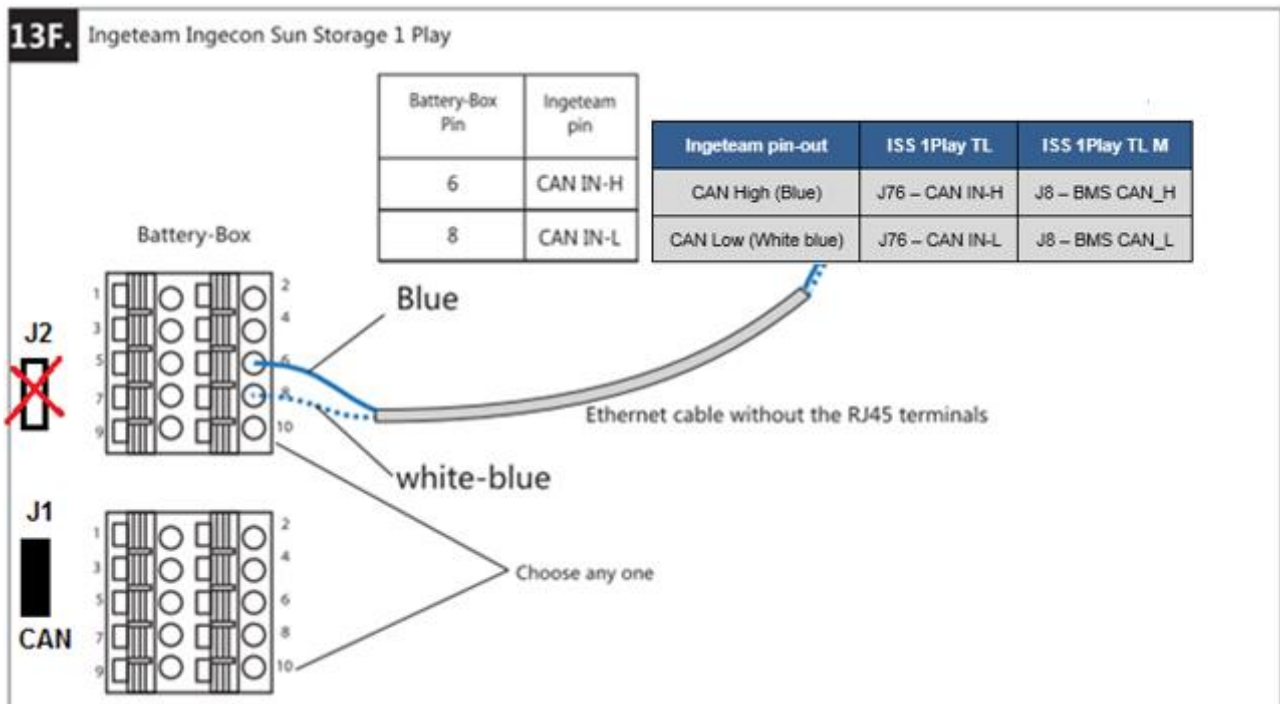 13F. Ingeteam Ingecon Sun Storage 1 Play
Battery-Box Pin
Ingeteam pin
6
CAN IN-H
8
CAN IN-L
Ingeteam pin-out
ISS 1Play TL
ISS 1Play TL M
CAN High (Blue)
J76 – CAN IN-H
J8 – BMS CAN_H
CAN Low (White blue)
J76 – CAN IN-L
J8 – BMS CAN_L
Battery-Box
J2
1
2
3
4
5
6
7
8
9
10
Blue
white-blue
Ethernet cable without the RJ45 terminals
J1
CAN
1
2
3
4
5
6
7
8
9
10
Choose any one